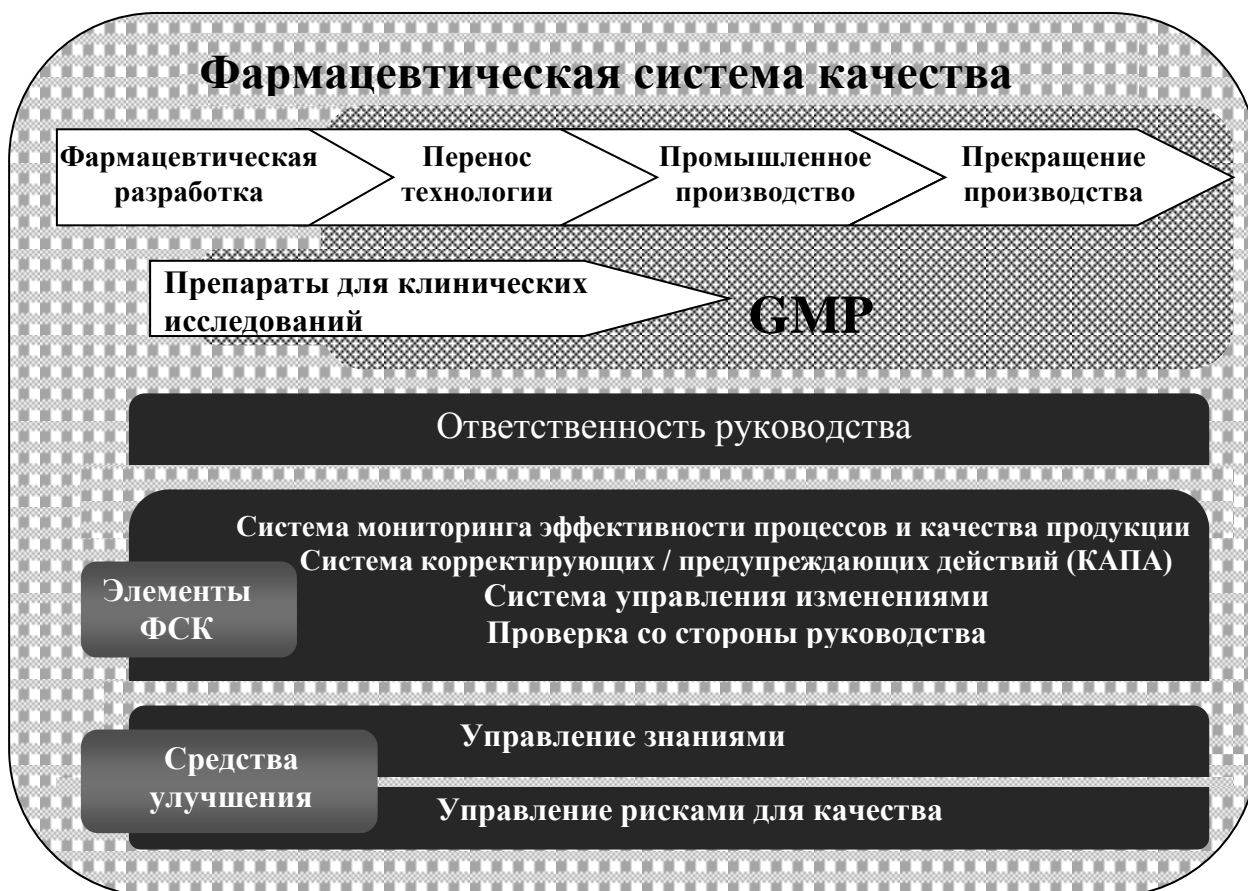 Фармацевтическая система качества
Фармацевтическая
разработка
Перенос
технологии
Промышленное
производство
Прекращение
производства
Препараты для клинических
исследований
GMP
Ответственность руководства
Система мониторинга эффективности процессов и качества продукции
Система корректирующих / предупреждающих действий (КАПА)
Система управления изменениями
Проверка со стороны руководства
Элементы
ФСК
Управление знаниями
Средства
улучшения
Управление рисками для качества